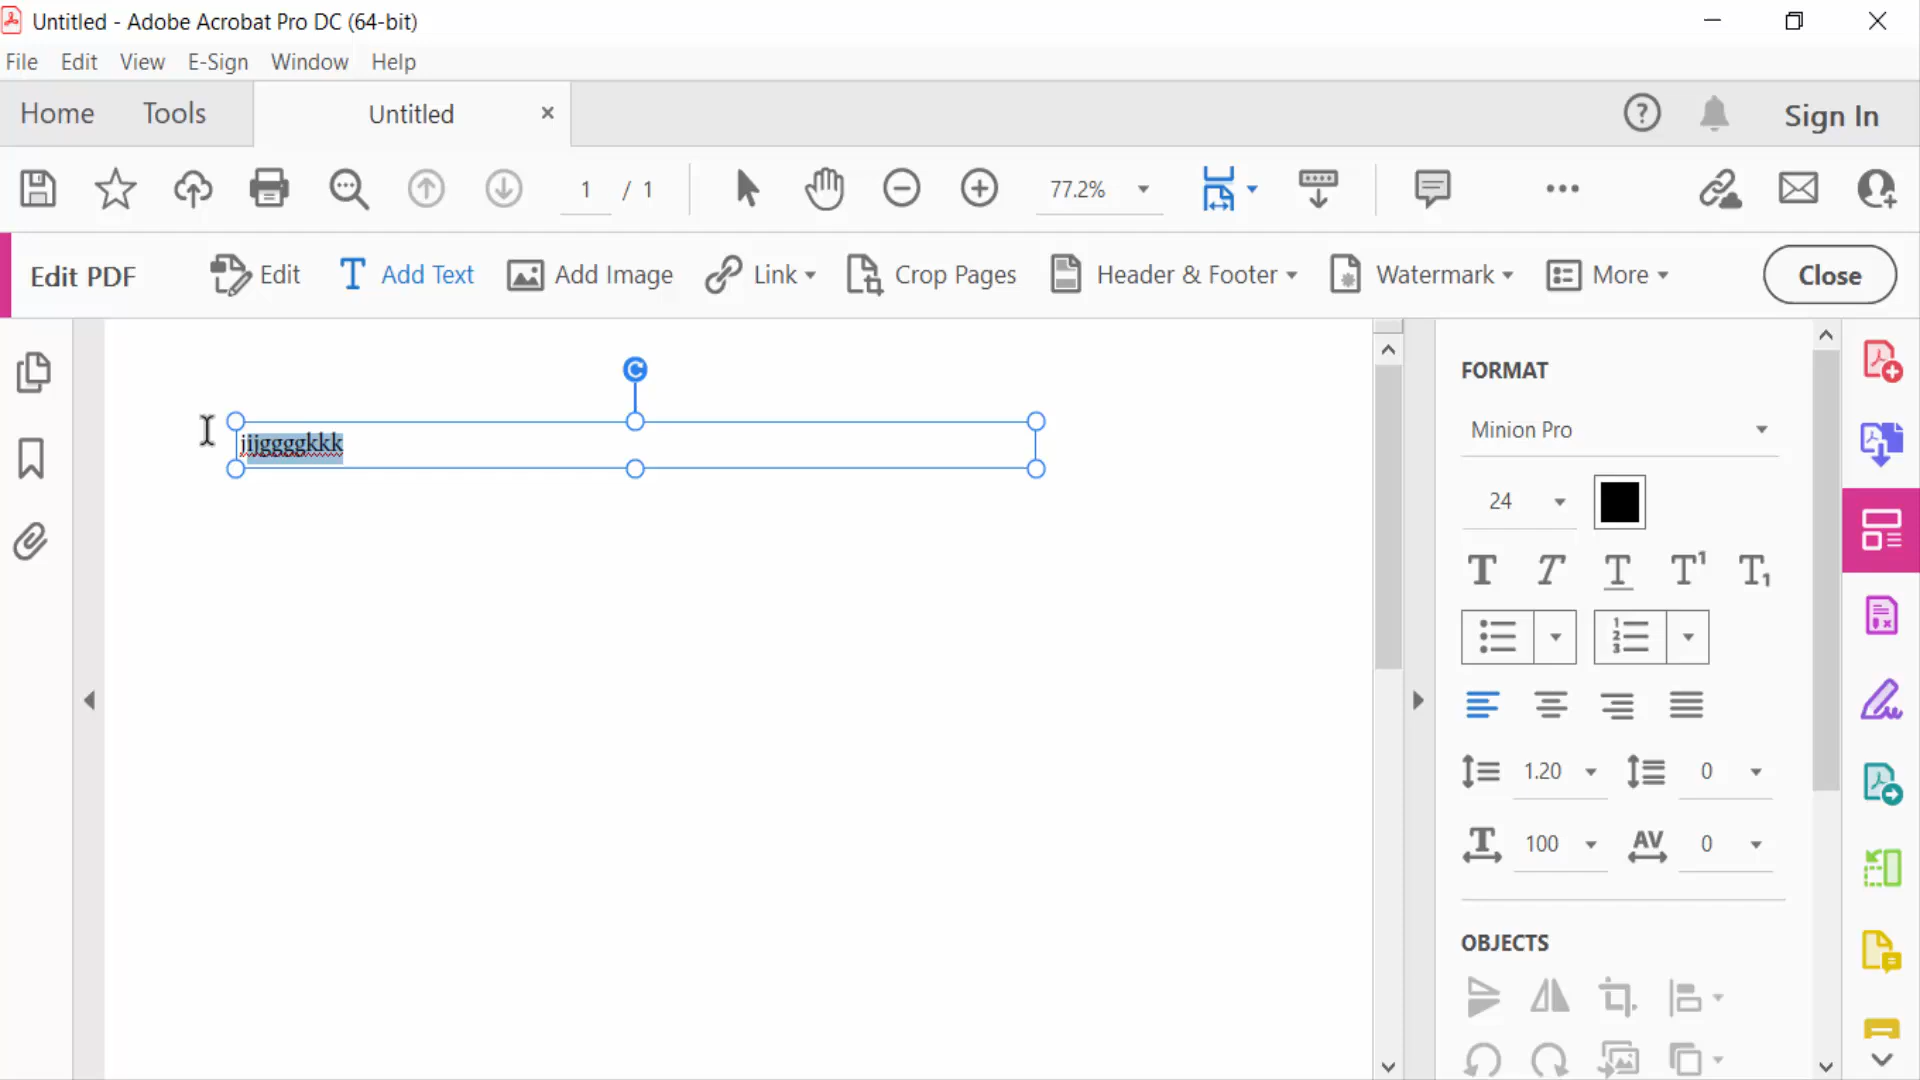 Untitled - Adobe Acrobat Pro DC (64-bit)
File Edit View E-Sign Window Help
Home Tools Untitled Sign In
1 / 1 77.2%
Edit PDF Edit Add Text Add Image Link Crop Pages Header & Footer Watermark More Close
jijggggkkk
FORMAT
Minion Pro
24
1.20 0
100 0
OBJECTS